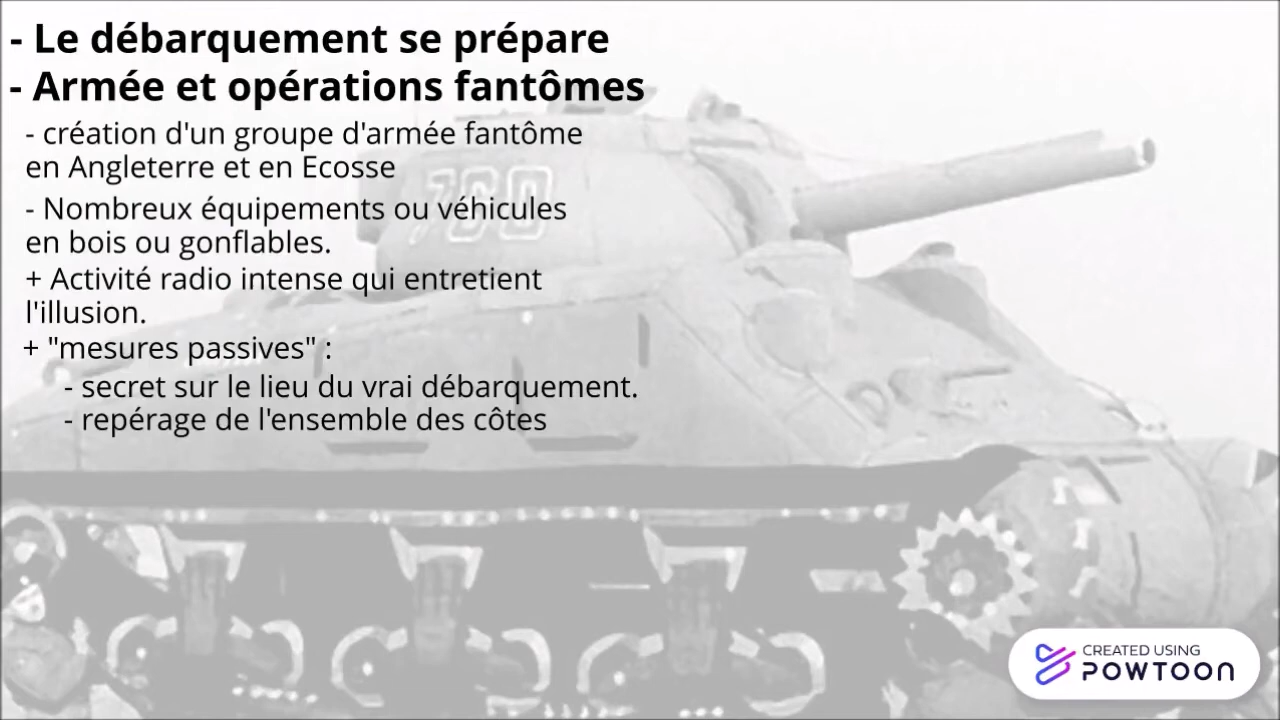 - Le débarquement se prépare
- Armée et opérations fantômes
- création d'un groupe d'armée fantôme
en Angleterre et en Ecosse
- Nombreux équipements ou véhicules
en bois ou gonflables.
+ Activité radio intense qui entretient
l'illusion.
+ "mesures passives" :
- secret sur le lieu du vrai débarquement.
- repérage de l'ensemble des côtes
760
CREATED USING
POWTOON